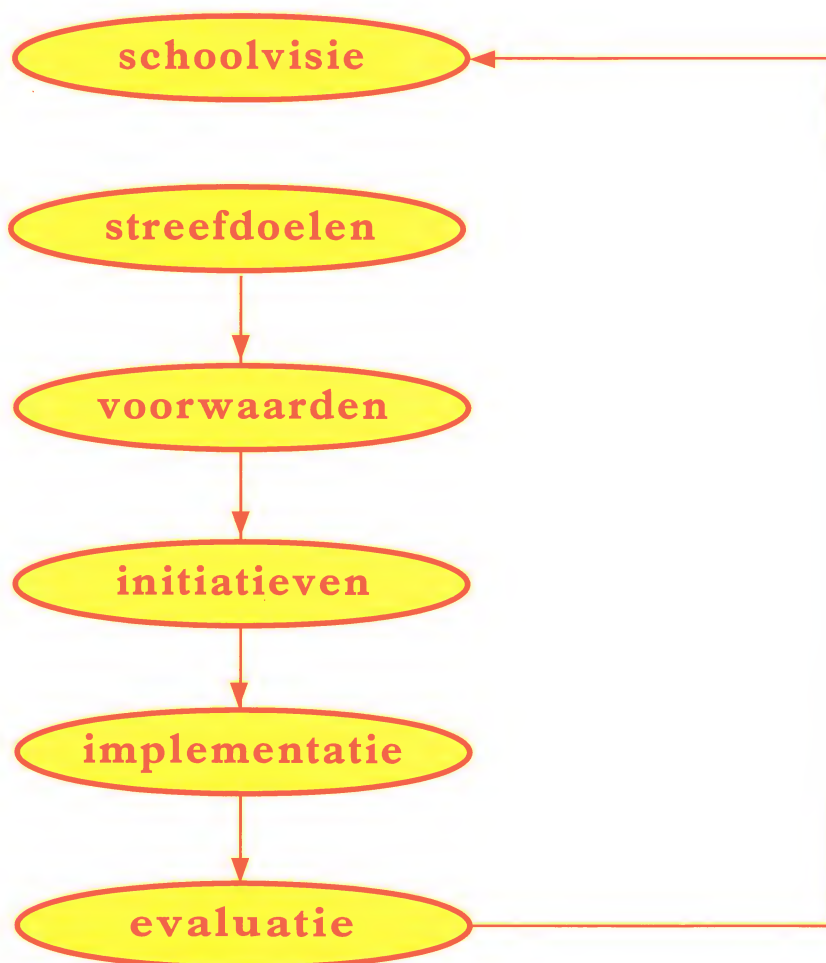 schoolvisie
streefdoelen
voorwaarden
initiatieven
implementatie
evaluatie